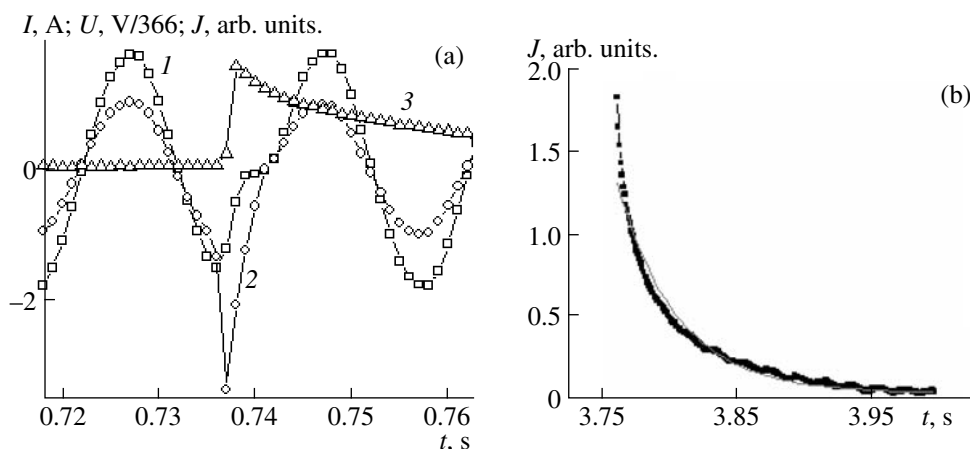 I, A; U, V/366; J, arb. units.
(a)
1
2
3
0
−2
0.72 0.73 0.74 0.75 0.76
t, s
J, arb. units.
(b)
2.0
1.5
1.0
0.5
0
3.75 3.85 3.95 t, s